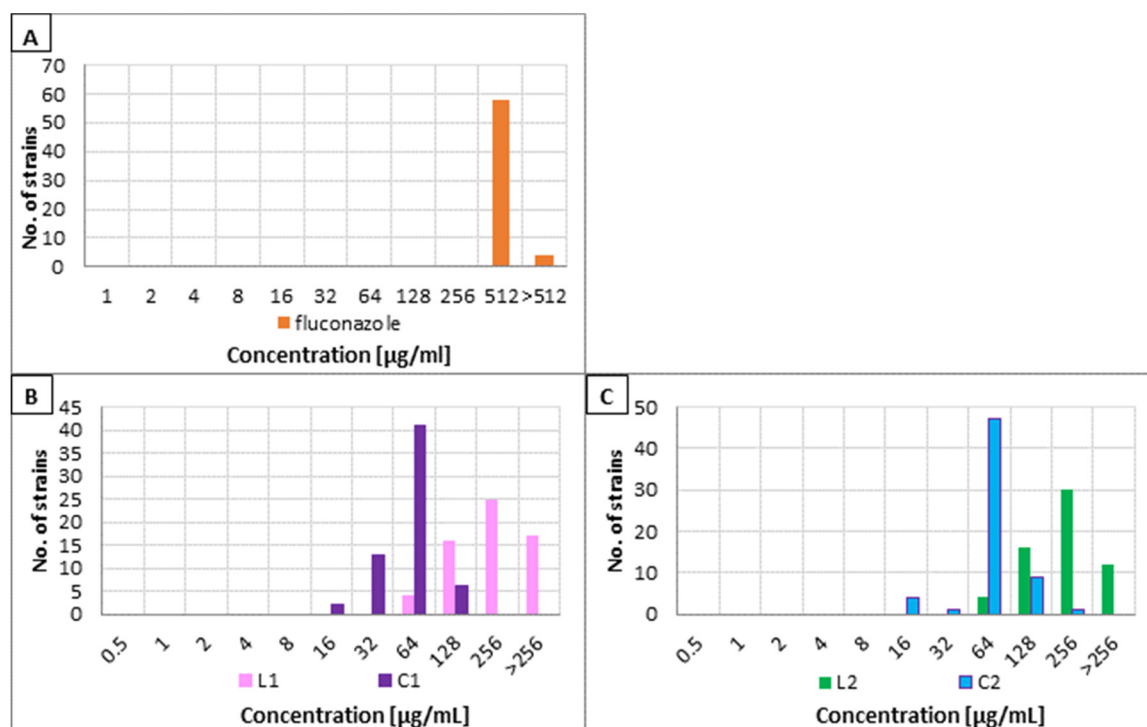 A
70
60
50
40
30
20
10
0
No. of strains
1 2 4 8 16 32 64 128 256 512 >512
fluconazole
Concentration [µg/ml]
B
45
40
35
30
25
20
15
10
5
0
No. of strains
0.5 1 2 4 8 16 32 64 128 256 >256
L1 C1
Concentration [µg/mL]
C
50
40
30
20
10
0
No. of strains
0.5 1 2 4 8 16 32 64 128 256 >256
L2 C2
Concentration [µg/mL]